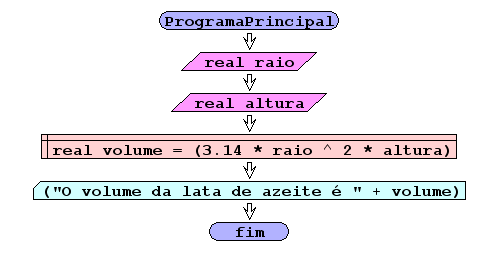 ProgramaPrincipal
real raio
real altura
real volume = (3.14 * raio ^ 2 * altura)
("O volume da lata de azeite é " + volume)
fim